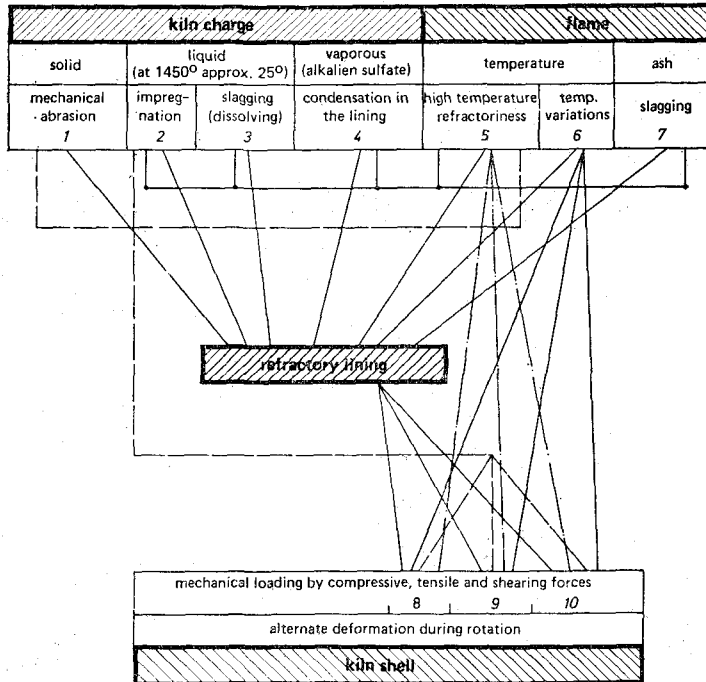 kiln charge
flame
solid
liquid
(at 1450° approx. 25°)
vaporous
(alkalien sulfate)
temperature
ash
mechanical
abrasion
1
impreg-
nation
2
slagging
(dissolving)
3
condensation in
the lining
4
high temperature
refractoriness
5
temp.
variations
6
slagging
7
refractory lining
mechanical loading by compressive, tensile and shearing forces
8 9 10
alternate deformation during rotation
kiln shell